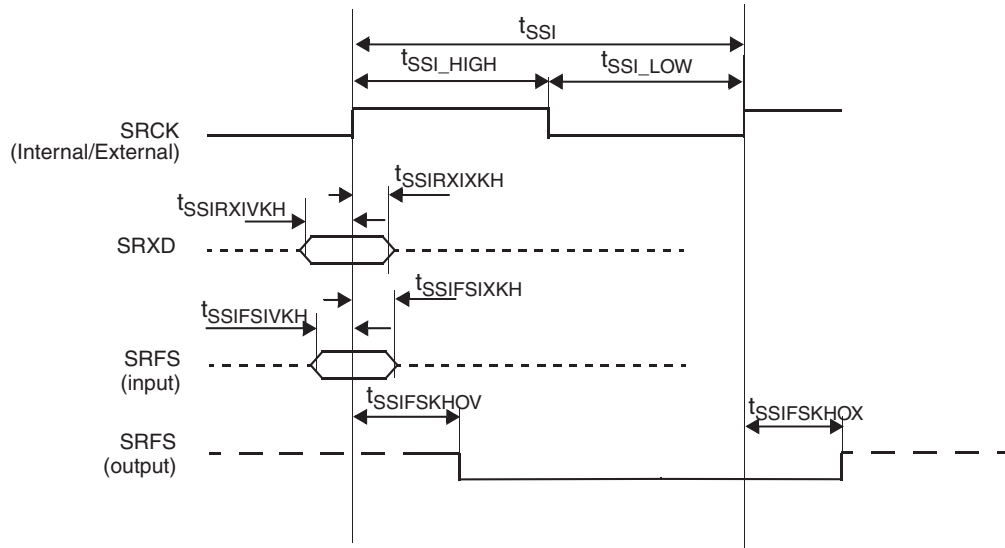 tSSI
tSSI_HIGH
tSSI_LOW
SRCK
(Internal/External)
tSSIRXIXKH
tSSIRXIVKH
SRXD
tSSIFSIXKH
tSSIFSIVKH
SRFS
(input)
tSSIFSKHOV
tSSIFSKHOX
SRFS
(output)